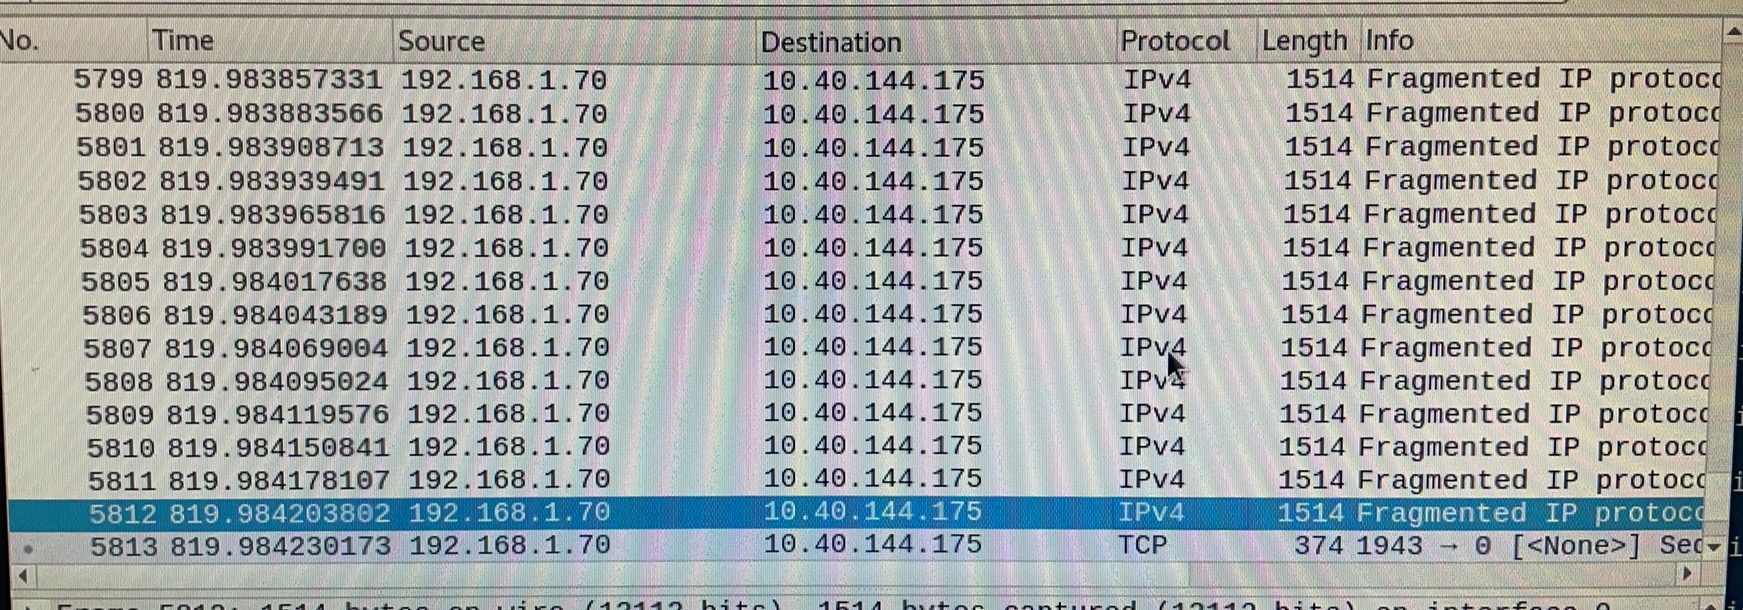 No. Time Source Destination Protocol Length Info
5799 819.983857331 192.168.1.70 10.40.144.175 IPv4 1514 Fragmented IP protoco
5800 819.983883566 192.168.1.70 10.40.144.175 IPv4 1514 Fragmented IP protoco
5801 819.983908713 192.168.1.70 10.40.144.175 IPv4 1514 Fragmented IP protoco
5802 819.983939491 192.168.1.70 10.40.144.175 IPv4 1514 Fragmented IP protoco
5803 819.983965816 192.168.1.70 10.40.144.175 IPv4 1514 Fragmented IP protoco
5804 819.983991700 192.168.1.70 10.40.144.175 IPv4 1514 Fragmented IP protoco
5805 819.984017638 192.168.1.70 10.40.144.175 IPv4 1514 Fragmented IP protoco
5806 819.984043189 192.168.1.70 10.40.144.175 IPv4 1514 Fragmented IP protoco
5807 819.984069004 192.168.1.70 10.40.144.175 IPv4 1514 Fragmented IP protoco
5808 819.984095024 192.168.1.70 10.40.144.175 IPv4 1514 Fragmented IP protoco
5809 819.984119576 192.168.1.70 10.40.144.175 IPv4 1514 Fragmented IP protoco
5810 819.984150841 192.168.1.70 10.40.144.175 IPv4 1514 Fragmented IP protoco
5811 819.984178107 192.168.1.70 10.40.144.175 IPv4 1514 Fragmented IP protoco
5812 819.984203802 192.168.1.70 10.40.144.175 IPv4 1514 Fragmented IP protoco
5813 819.984230173 192.168.1.70 10.40.144.175 TCP 374 1943 → 0 [<None>] Seq